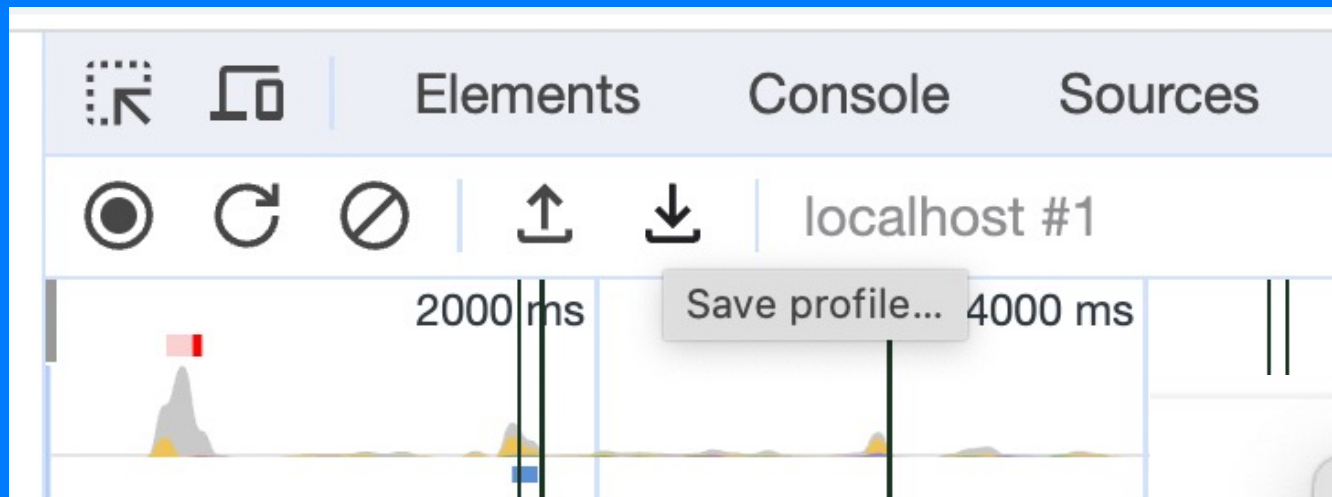 Elements Console Sources
localhost #1
2000 ms Save profile... 4000 ms